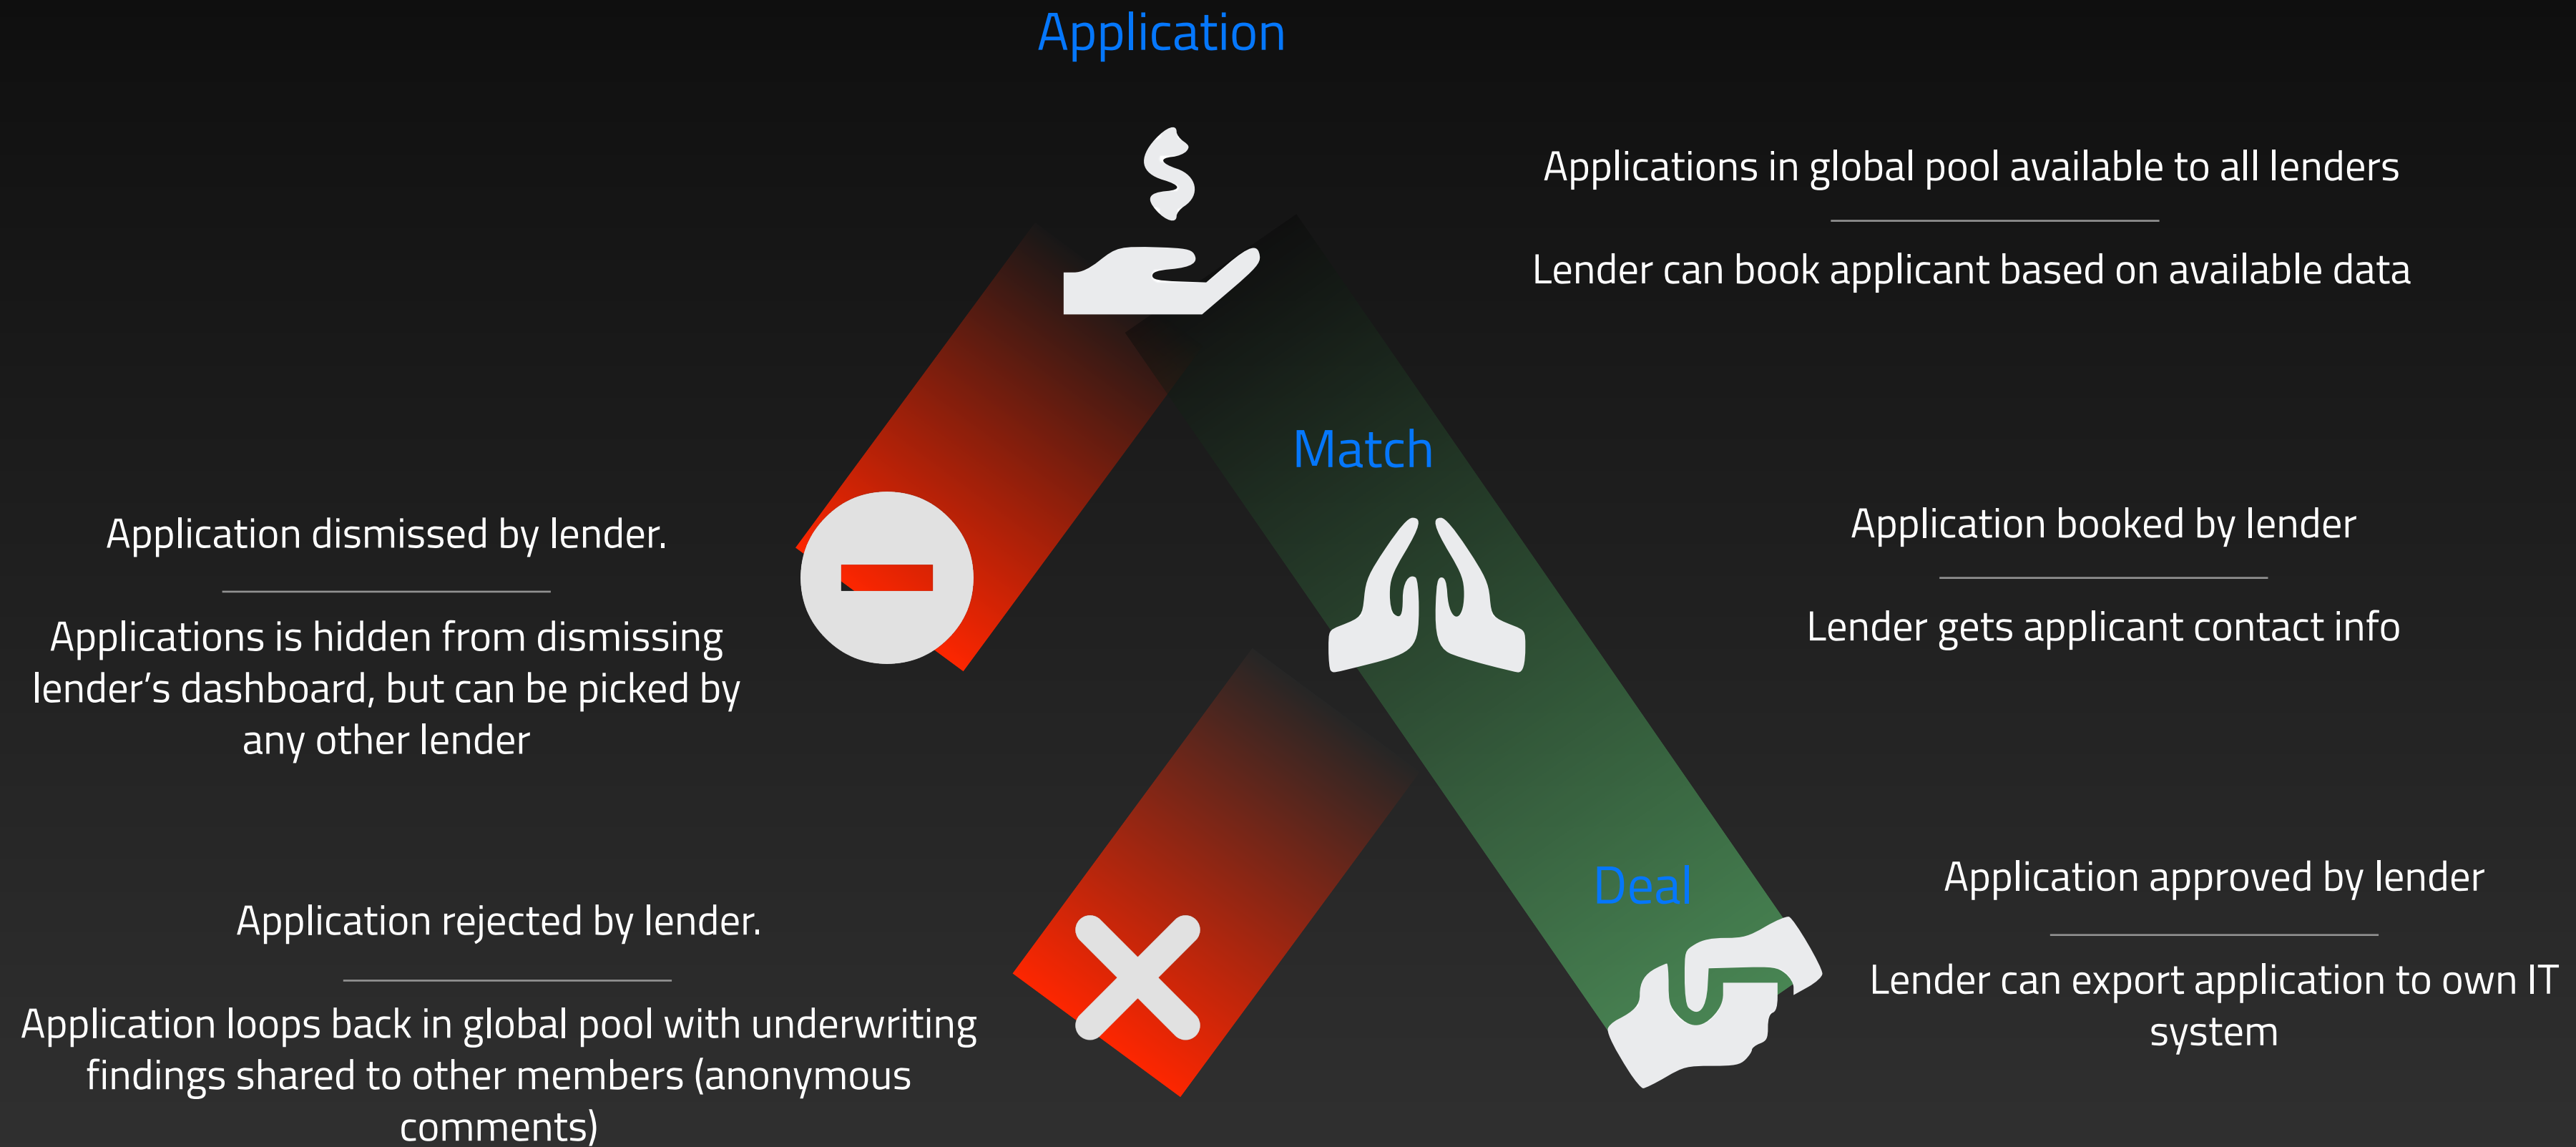 Application
Applications in global pool available to all lenders
Lender can book applicant based on available data
Match
Application dismissed by lender.
Applications is hidden from dismissing
lender’s dashboard, but can be picked by
any other lender
Application booked by lender
Lender gets applicant contact info
Deal
Application rejected by lender.
Application loops back in global pool with underwriting
findings shared to other members (anonymous
comments)
Application approved by lender
Lender can export application to own IT
system